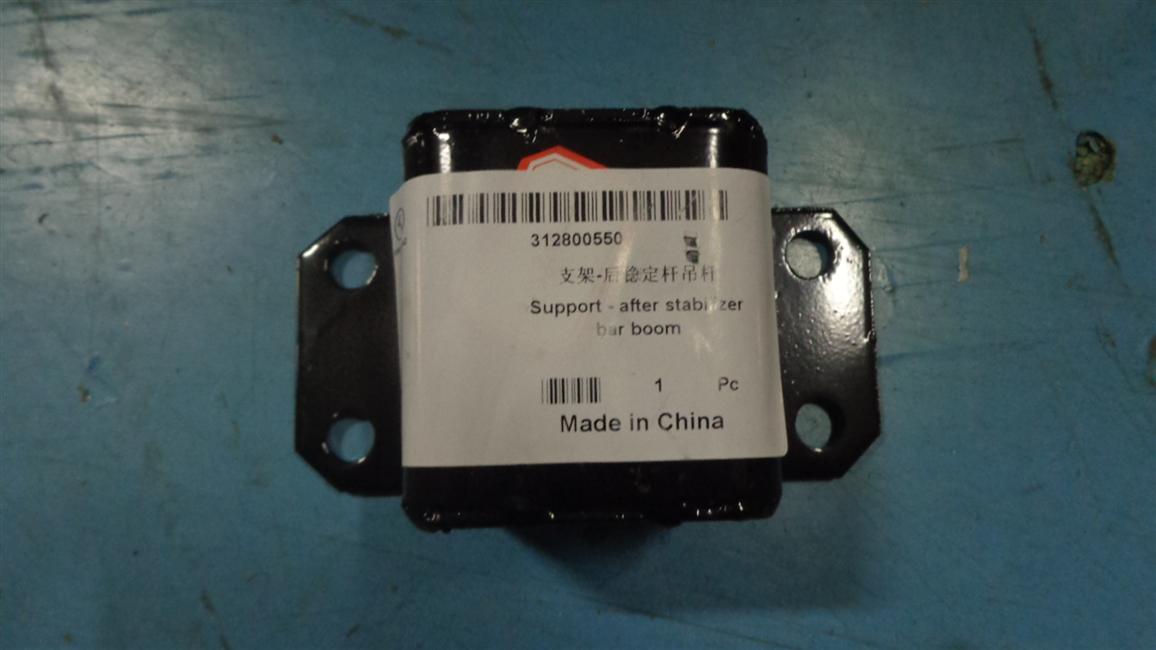 312800550
支架-后稳定杆吊杆
Support - after stabilizer
bar boom
1 Pc
Made in China